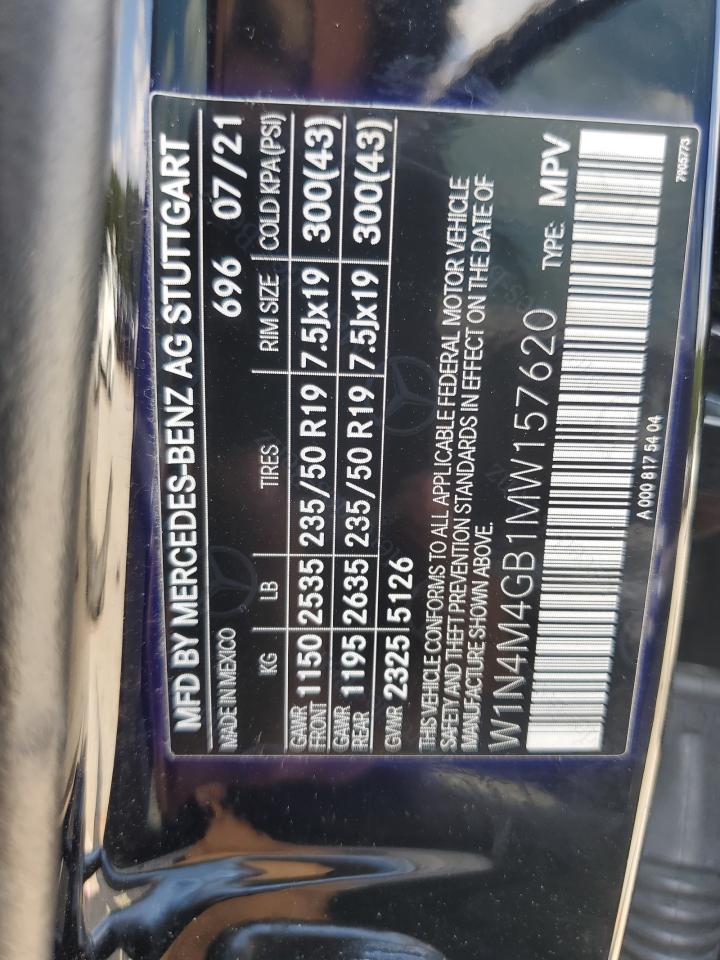 MFD BY MERCEDES-BENZ AG STUTTGART
MADE IN MEXICO 696 07/21
KG LB TIRES RIM SIZE COLD KPA(PSI)
GAWR FRONT 1150 2535 235/50 R19 7.5Jx19 300(43)
GAWR REAR 1195 2635 235/50 R19 7.5Jx19 300(43)
GVWR 2325 5126
THIS VEHICLE CONFORMS TO ALL APPLICABLE FEDERAL MOTOR VEHICLE
SAFETY AND THEFT PREVENTION STANDARDS IN EFFECT ON THE DATE OF
MANUFACTURE SHOWN ABOVE.
W1N4M4GB1MW157620 TYPE: MPV
A 000 817 54 04 7905773